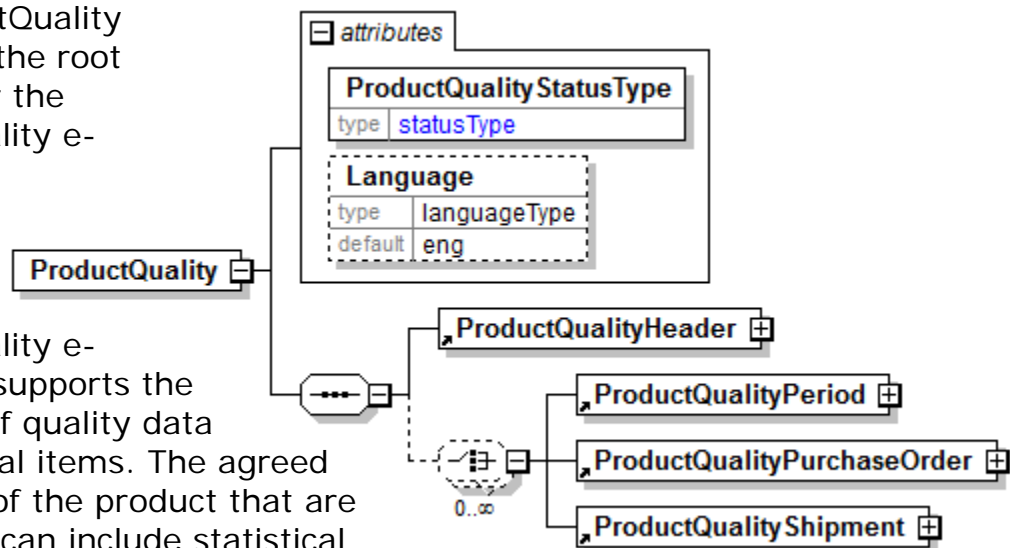 tQuality
the root
the
lity e-
attributes
ProductQualityStatusType
type statusType
Language
type languageType
default eng
ProductQuality
ProductQualityHeader
lity e-
supports the
f quality data
al items. The agreed
of the product that are
can include statistical
0..∞
ProductQualityPeriod
ProductQualityPurchaseOrder
ProductQualityShipment